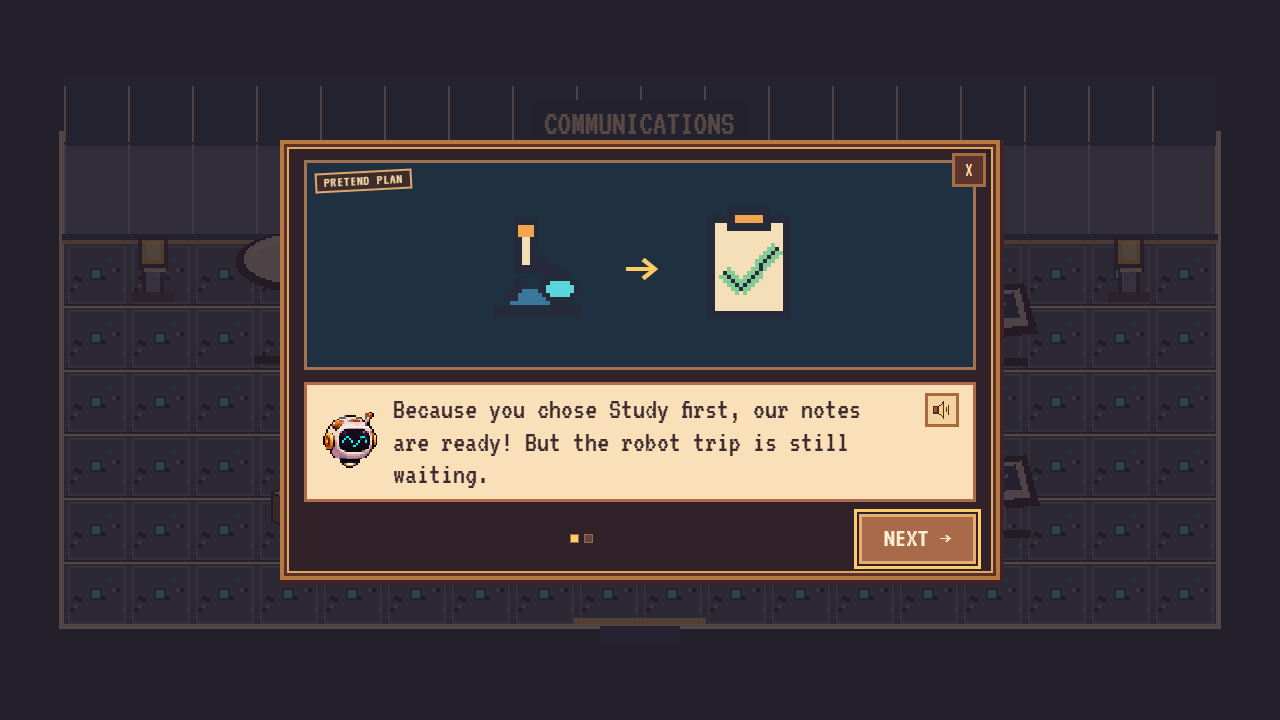 COMMUNICATIONS
PRETEND PLAN
X
Because you chose Study first, our notes
are ready! But the robot trip is still
waiting.
NEXT →